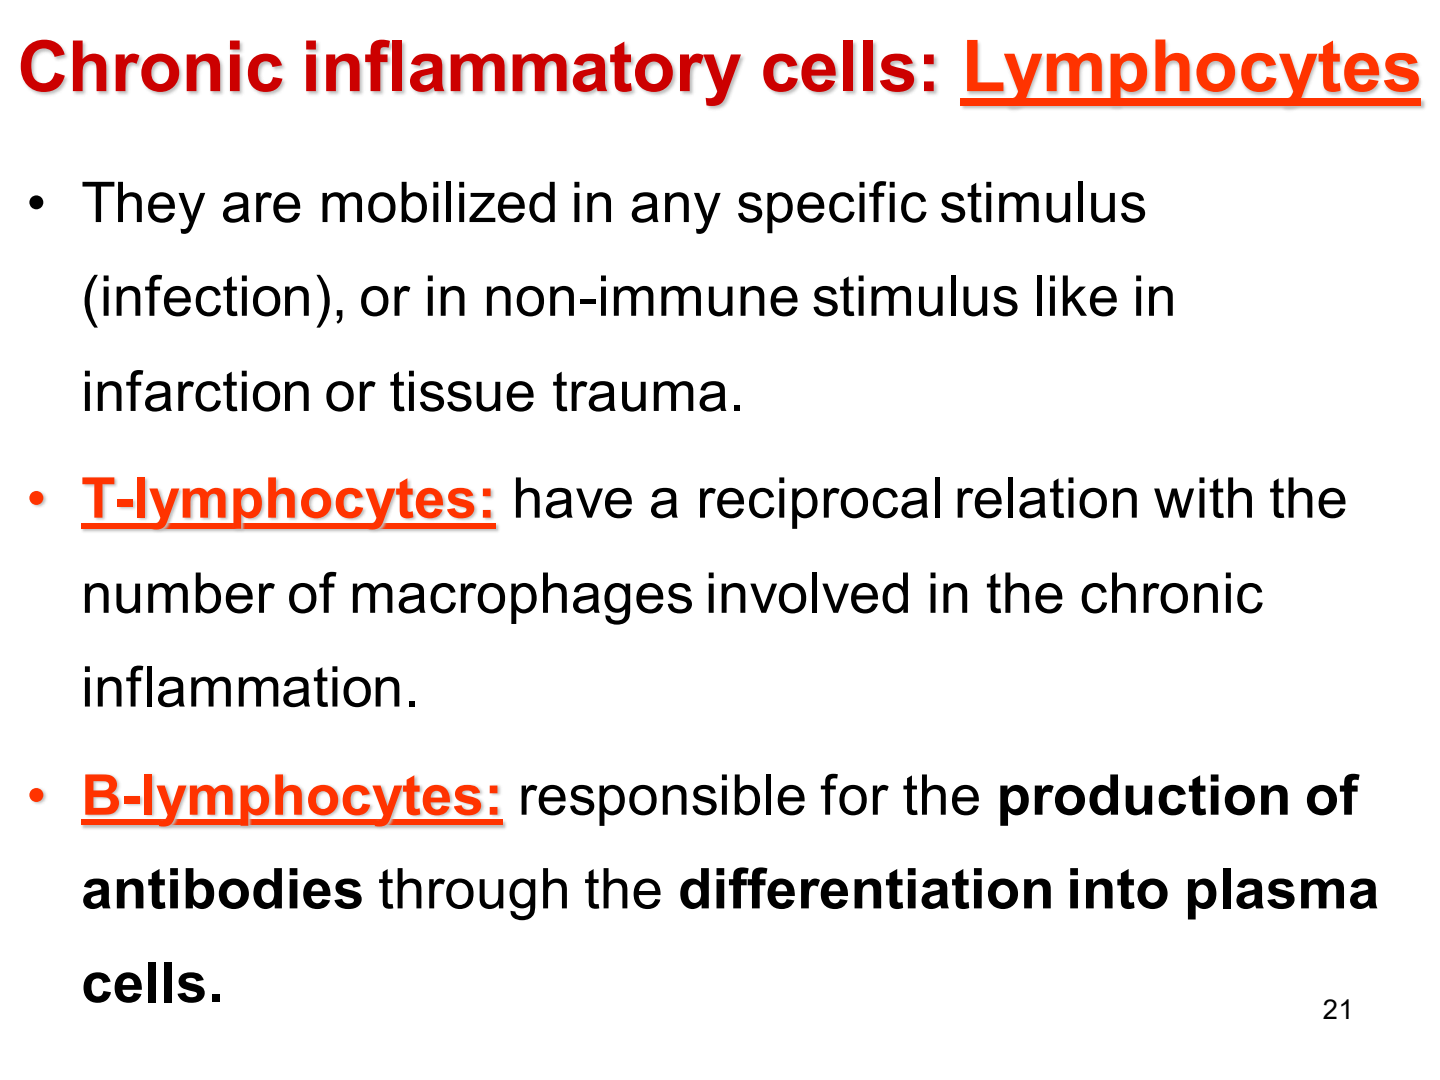 Chronic inflammatory cells: Lymphocytes
• They are mobilized in any specific stimulus
(infection), or in non-immune stimulus like in
infarction or tissue trauma.
• T-lymphocytes: have a reciprocal relation with the
number of macrophages involved in the chronic
inflammation.
• B-lymphocytes: responsible for the production of
antibodies through the differentiation into plasma
cells.
21